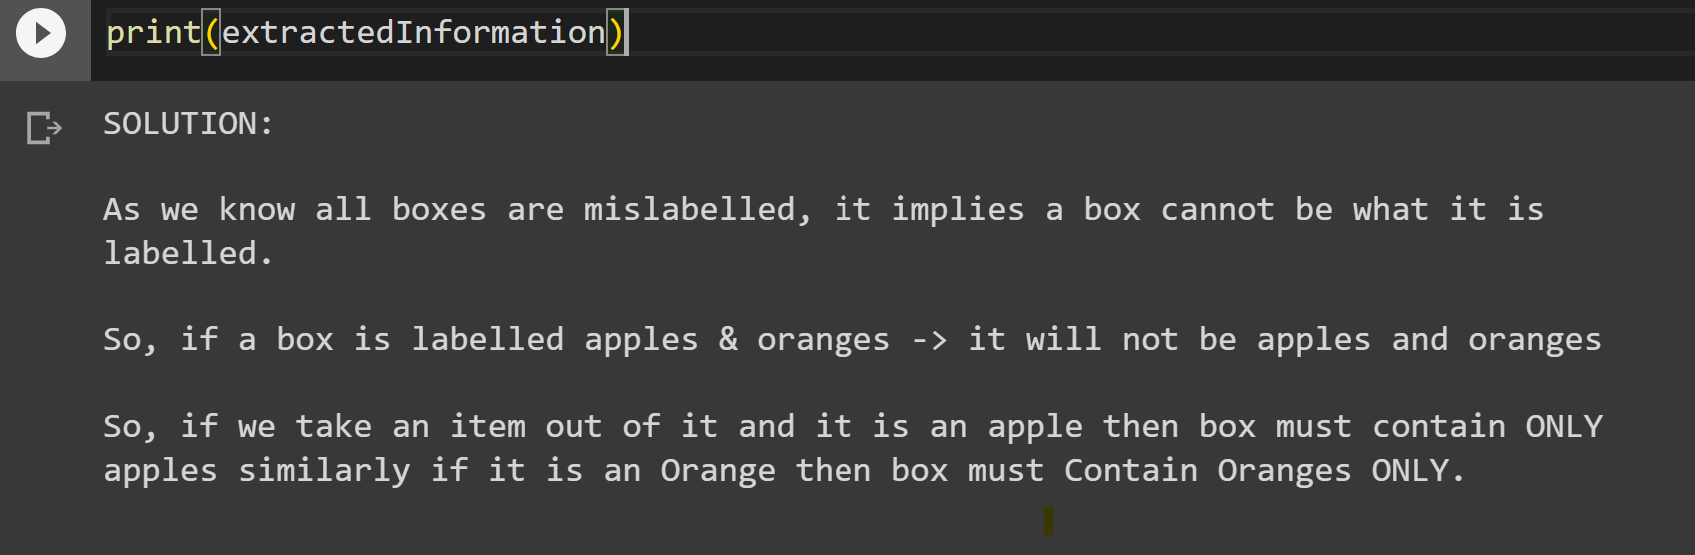 print(extractedInformation)
SOLUTION:
As we know all boxes are mislabelled, it implies a box cannot be what it is
labelled.
So, if a box is labelled apples & oranges -> it will not be apples and oranges
So, if we take an item out of it and it is an apple then box must contain ONLY
apples similarly if it is an Orange then box must Contain Oranges ONLY.